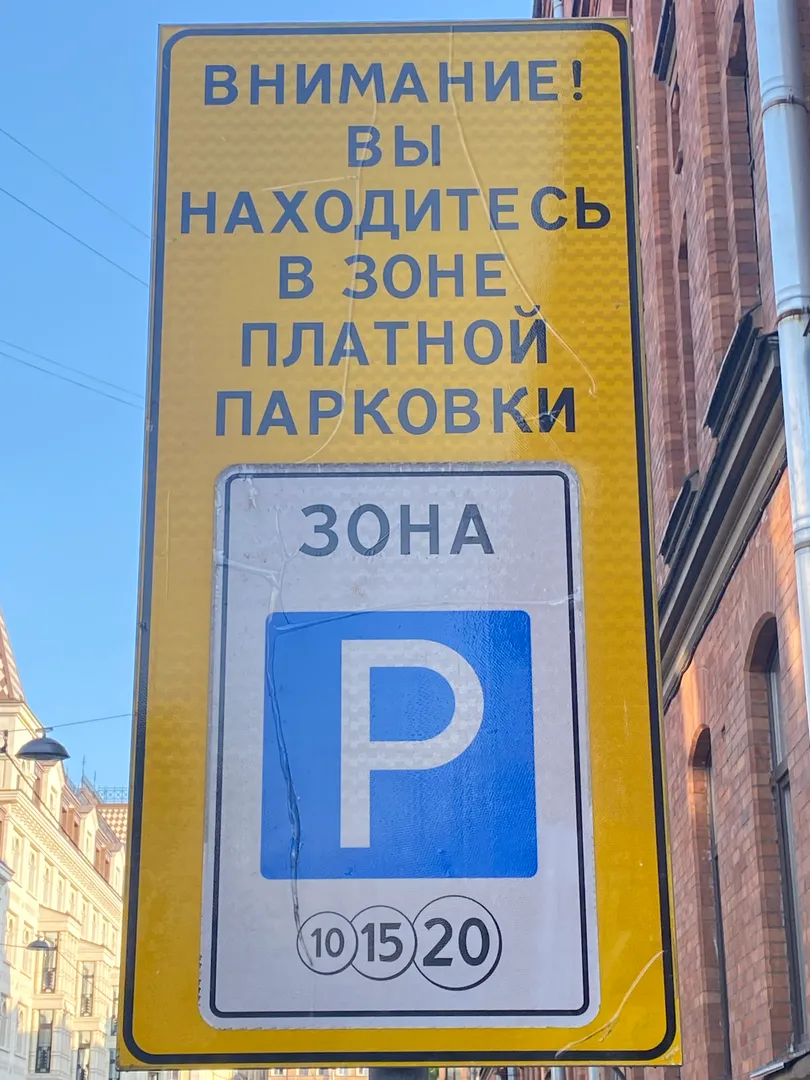 ВНИМАНИЕ!
ВЫ
НАХОДИТЕСЬ
В ЗОНЕ
ПЛАТНОЙ
ПАРКОВКИ
ЗОНА
P
10 15 20